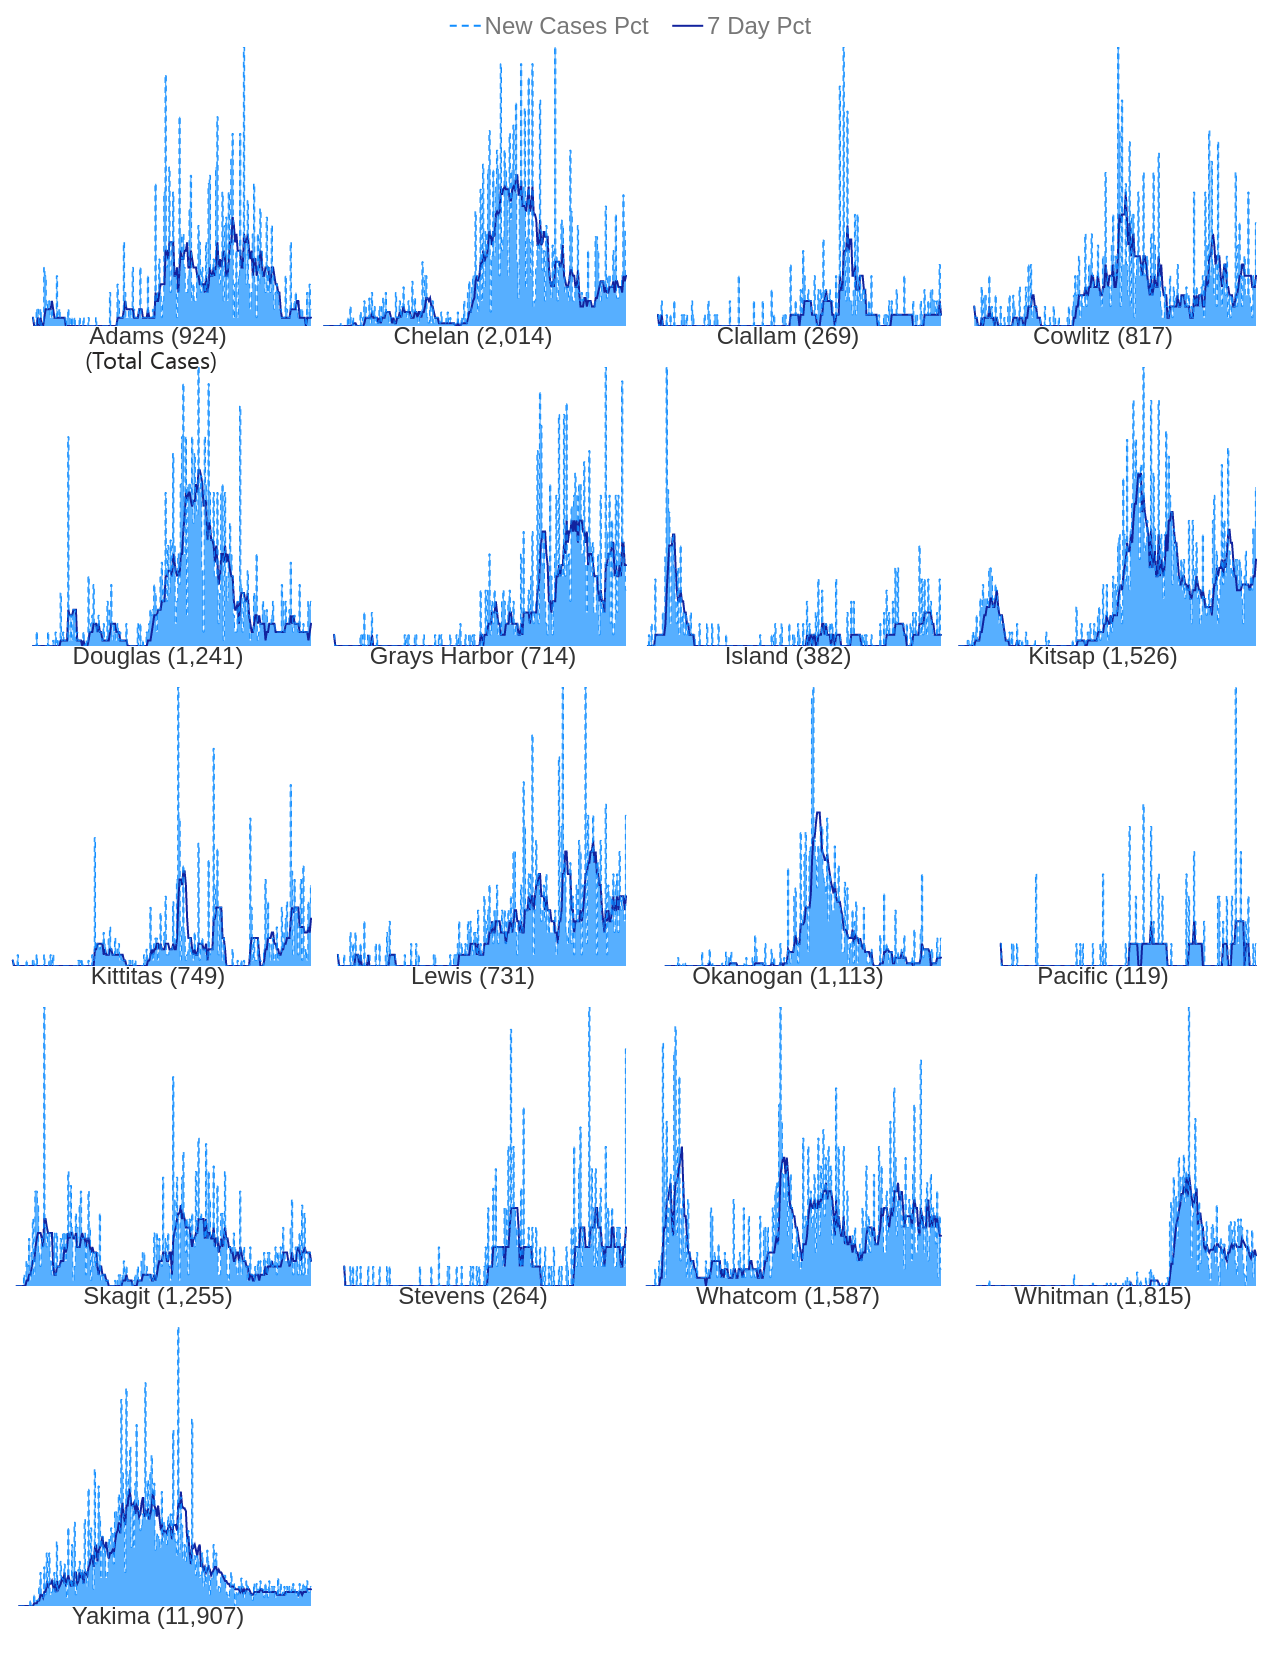 New Cases Pct 7 Day Pct
Adams (924) Chelan (2,014) Clallam (269) Cowlitz (817)
(Total Cases)
Douglas (1,241) Grays Harbor (714) Island (382) Kitsap (1,526)
Kittitas (749) Lewis (731) Okanogan (1,113) Pacific (119)
Skagit (1,255) Stevens (264) Whatcom (1,587) Whitman (1,815)
Yakima (11,907)